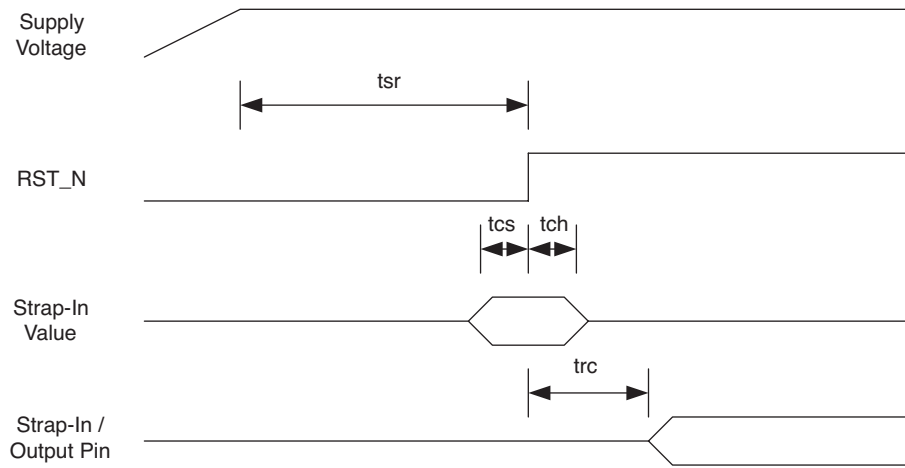 Supply
Voltage
tsr
RST_N
tcs
tch
Strap-In
Value
trc
Strap-In /
Output Pin